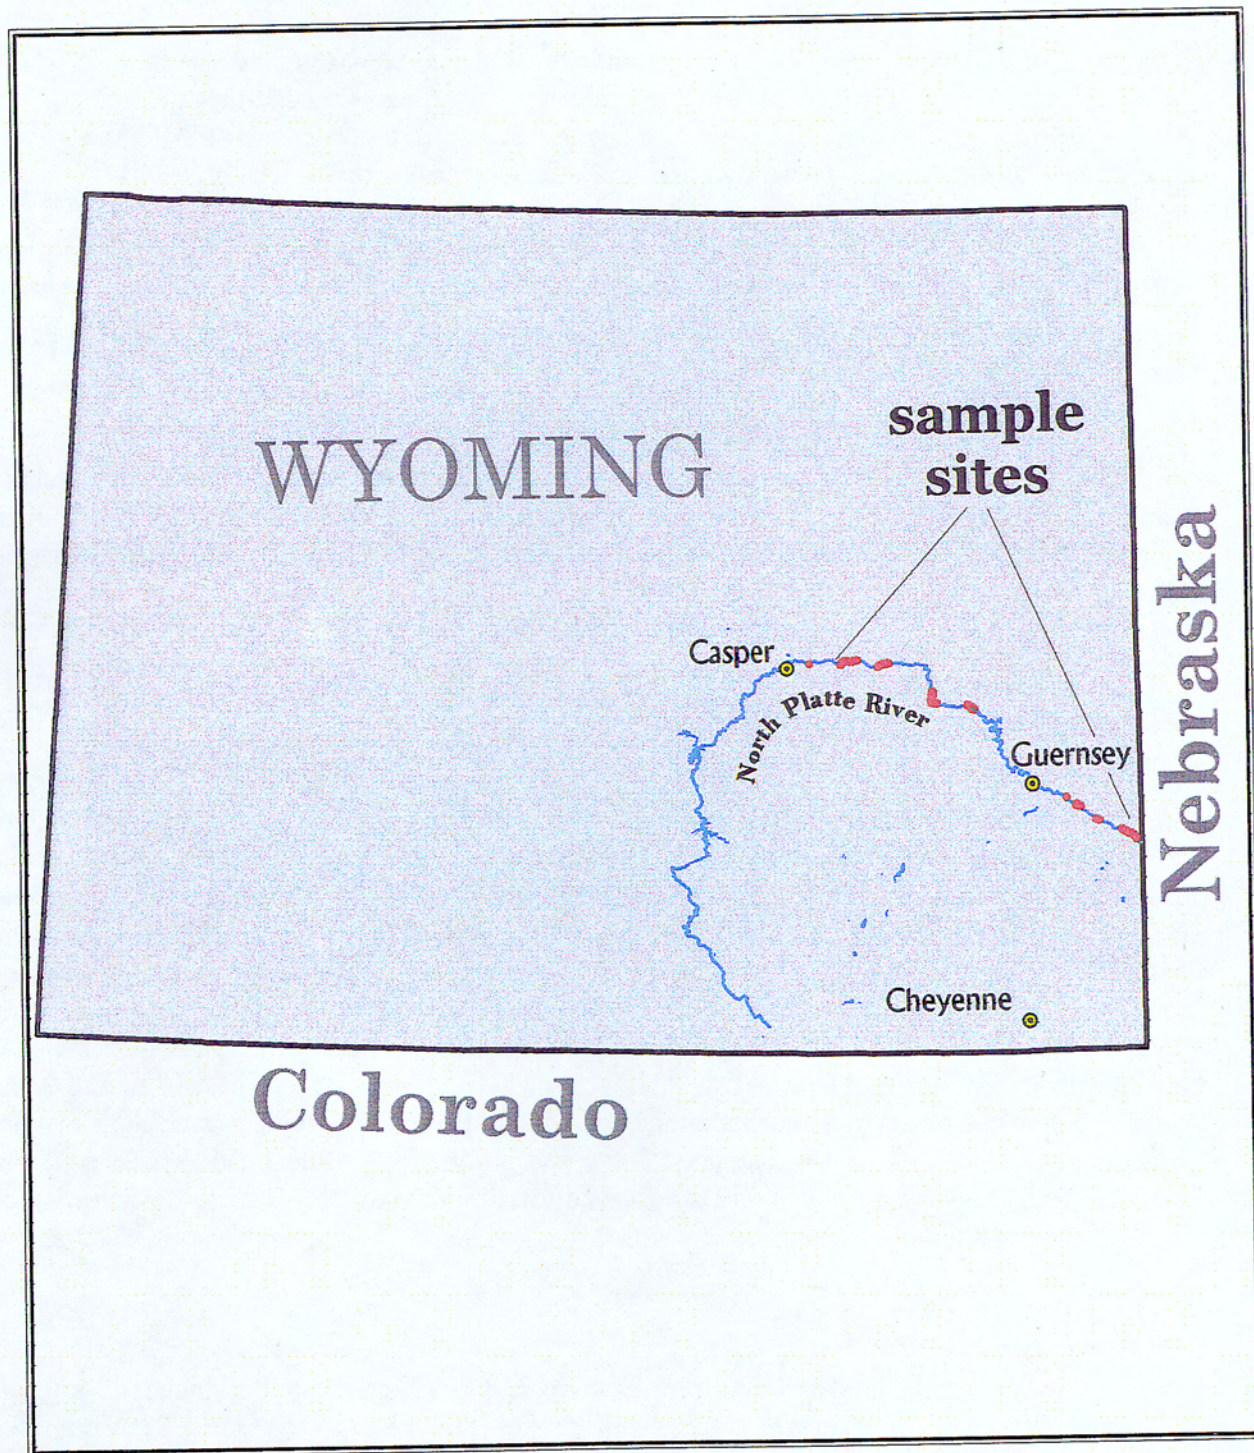 sample
sites
WYOMING
Nebraska
Casper
North Platte River
Guernsey
Cheyenne
Colorado